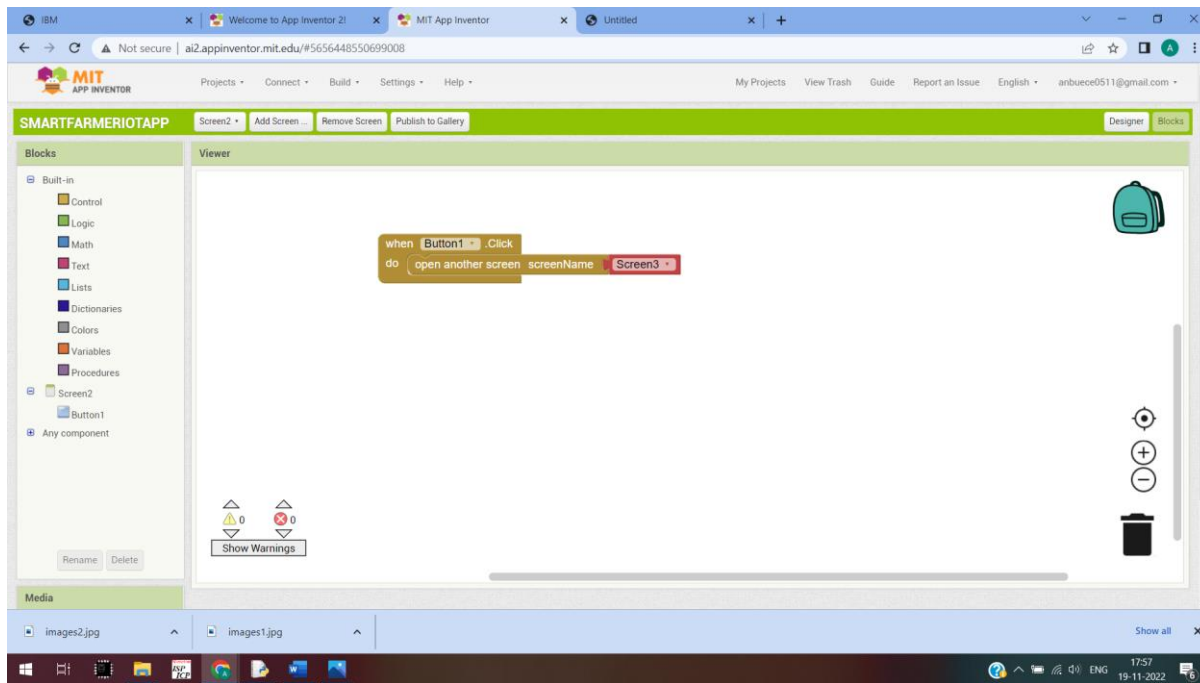 IBM
Welcome to App Inventor 2!
MIT App Inventor
Untitled
Not secure | ai2.appinventor.mit.edu/#5656448550699008
A
MIT
APP INVENTOR
Projects Connect Build Settings Help
My Projects View Trash Guide Report an Issue English anbuece0511@gmail.com
SMARTFARMERIOTAPP
Screen2 Add Screen ... Remove Screen Publish to Gallery
Designer Blocks
Blocks
Viewer
Built-in
Control
Logic
Math
Text
Lists
Dictionaries
Colors
Variables
Procedures
Screen2
Button1
Any component
when Button1 .Click
do open another screen screenName Screen3
0 0
Show Warnings
Rename Delete
Media
images2.jpg
images1.jpg
Show all
ISP
ICP
ENG
17:57
19-11-2022
6